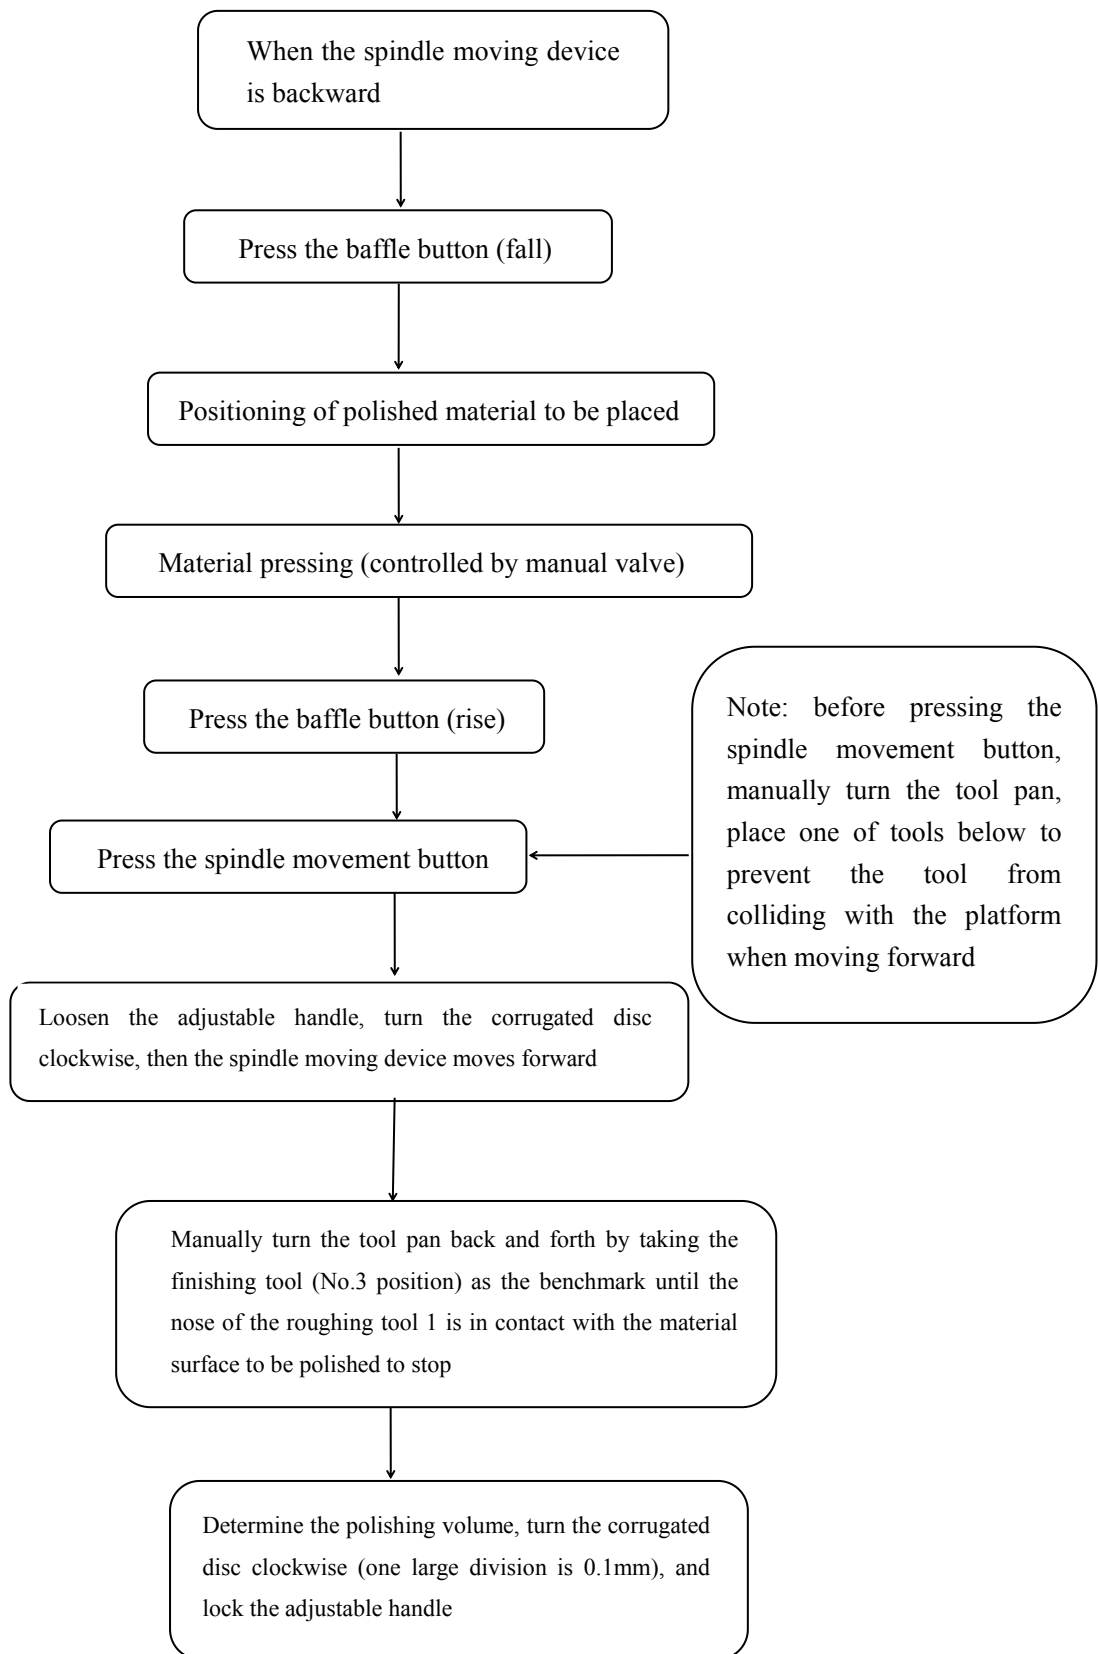 When the spindle moving device
is backward
Press the baffle button (fall)
Positioning of polished material to be placed
Material pressing (controlled by manual valve)
Press the baffle button (rise)
Note: before pressing the
spindle movement button,
manually turn the tool pan,
place one of tools below to
prevent the tool from
colliding with the platform
when moving forward
Press the spindle movement button
Loosen the adjustable handle, turn the corrugated disc
clockwise, then the spindle moving device moves forward
Manually turn the tool pan back and forth by taking the
finishing tool (No.3 position) as the benchmark until the
nose of the roughing tool 1 is in contact with the material
surface to be polished to stop
Determine the polishing volume, turn the corrugated
disc clockwise (one large division is 0.1mm), and
lock the adjustable handle